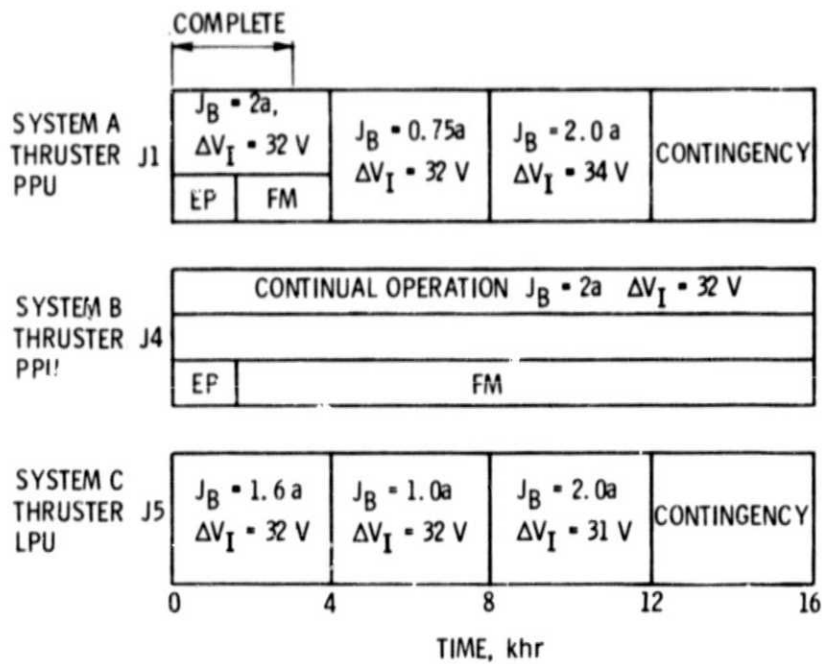 COMPLETE
SYSTEM A
THRUSTER J1
PPU
J_B = 2a,
ΔV_I = 32 V
EP FM
J_B = 0.75a
ΔV_I = 32 V
J_B = 2.0 a
ΔV_I = 34 V
CONTINGENCY
SYSTEM B
THRUSTER J4
PPU
CONTINUAL OPERATION J_B = 2a ΔV_I = 32 V
EP FM
SYSTEM C
THRUSTER J5
LPU
J_B = 1.6 a
ΔV_I = 32 V
J_B = 1.0a
ΔV_I = 32 V
J_B = 2.0a
ΔV_I = 31 V
CONTINGENCY
0 4 8 12 16
TIME, khr